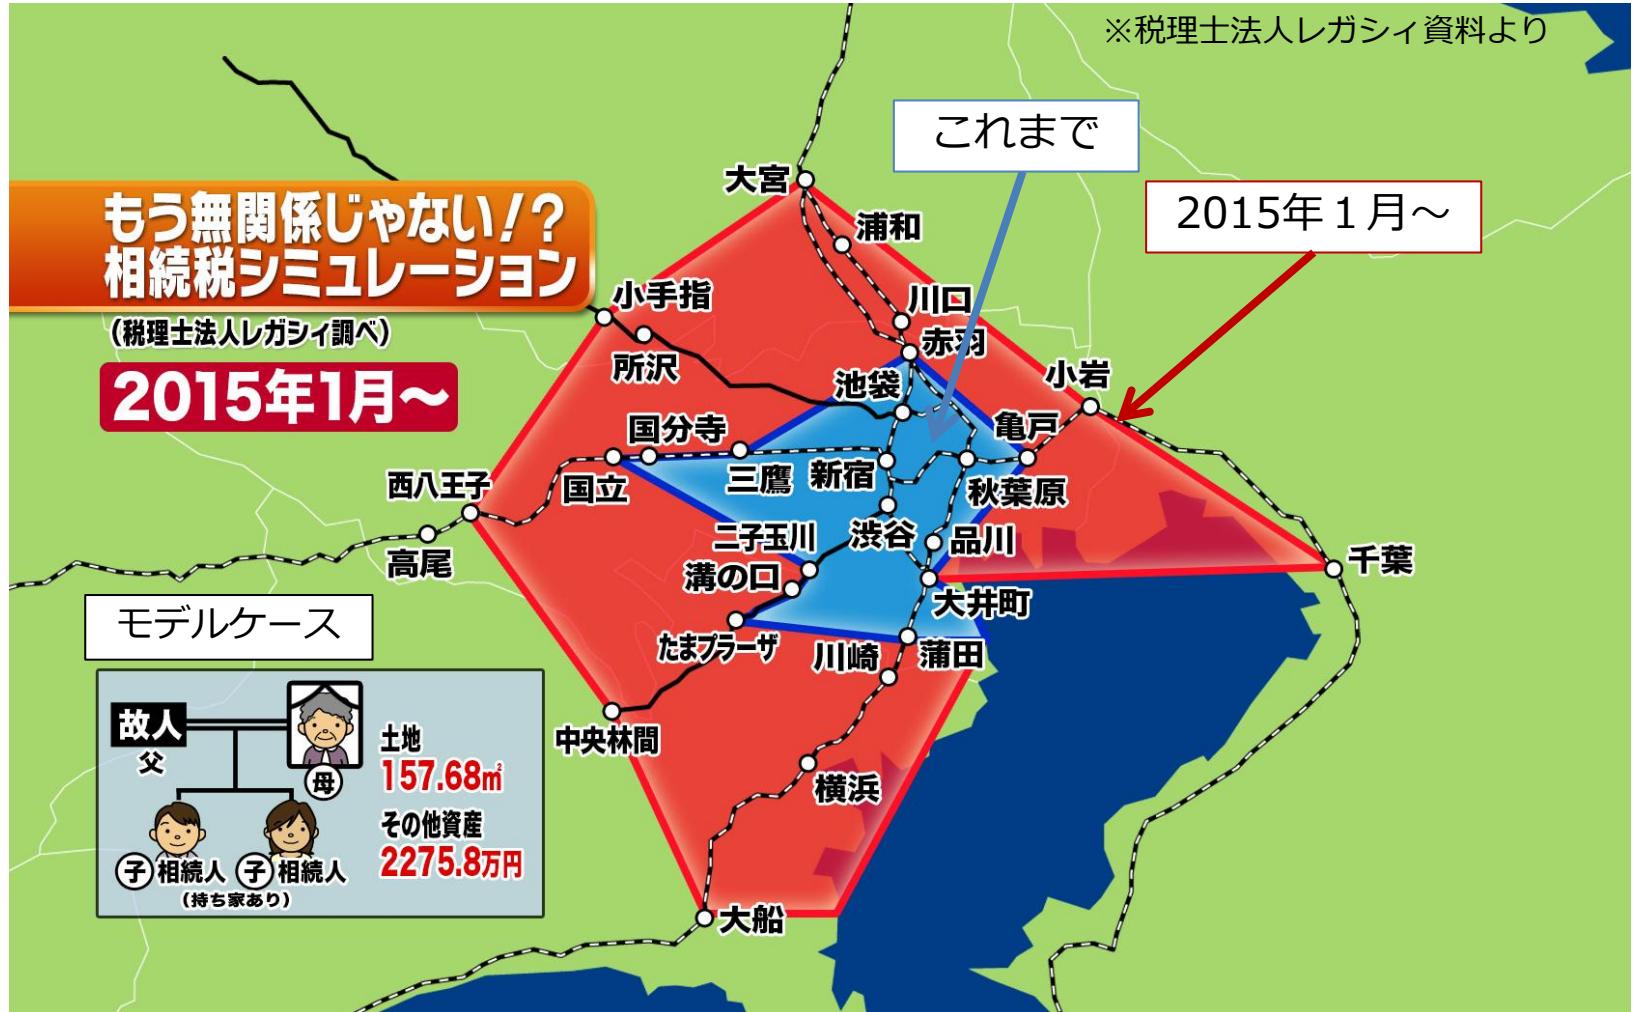 ※税理士法人レガシィ資料より
これまで
2015年１月～
もう無関係じゃない!?
相続税シミュレーション
(税理士法人レガシィ調べ)
2015年1月～
大宮
浦和
川口
赤羽
小手指
所沢
池袋
小岩
亀戸
国分寺
三鷹
新宿
秋葉原
国立
西八王子
高尾
二子玉川
渋谷
品川
溝の口
大井町
千葉
たまプラーザ
川崎
蒲田
中央林間
横浜
大船
モデルケース
故人
父
母
土地
157.68㎡
その他資産
2275.8万円
子 相続人
子 相続人
(持ち家あり)